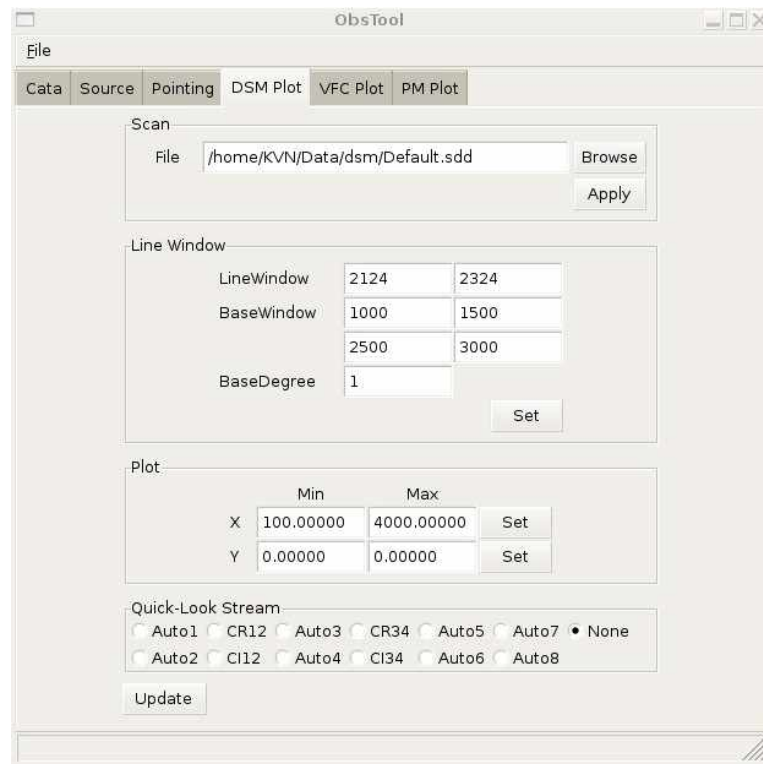 ObsTool
File
Cata Source Pointing DSM Plot VFC Plot PM Plot
Scan
File /home/KVN/Data/dsm/Default.sdd Browse
Apply
Line Window
LineWindow 2124 2324
BaseWindow 1000 1500
2500 3000
BaseDegree 1
Set
Plot
Min Max
X 100.00000 4000.00000 Set
Y 0.00000 0.00000 Set
Quick-Look Stream
Auto1 CR12 Auto3 CR34 Auto5 Auto7 None
Auto2 CI12 Auto4 CI34 Auto6 Auto8
Update